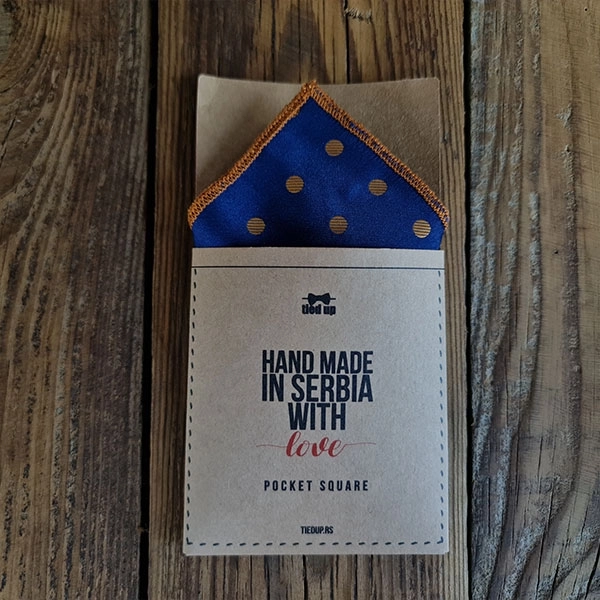 tied up
HAND MADE
IN SERBIA
WITH
love
POCKET SQUARE
TIEDUP.RS